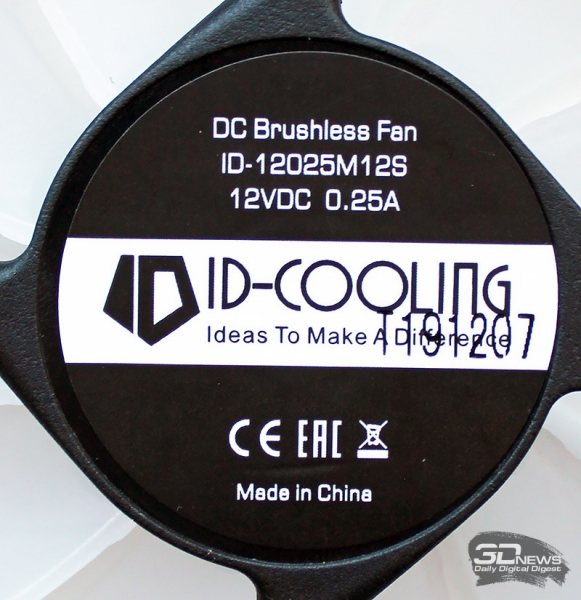 DC Brushless Fan
ID-12025M12S
12VDC 0.25A
ID-COOLING
Ideas To Make A Difference
T191207
CE EAC
Made in China
3DNEWS
Daily Digital Digest